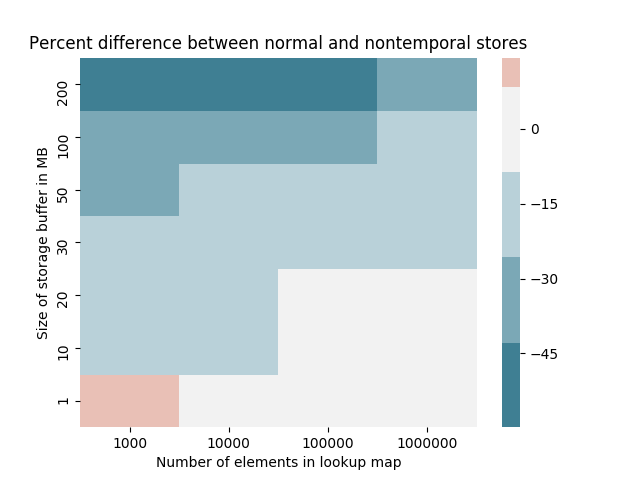 Percent difference between normal and nontemporal stores
Size of storage buffer in MB
200
100
50
30
20
10
1
1000 10000 100000 1000000
Number of elements in lookup map
0
−15
−30
−45